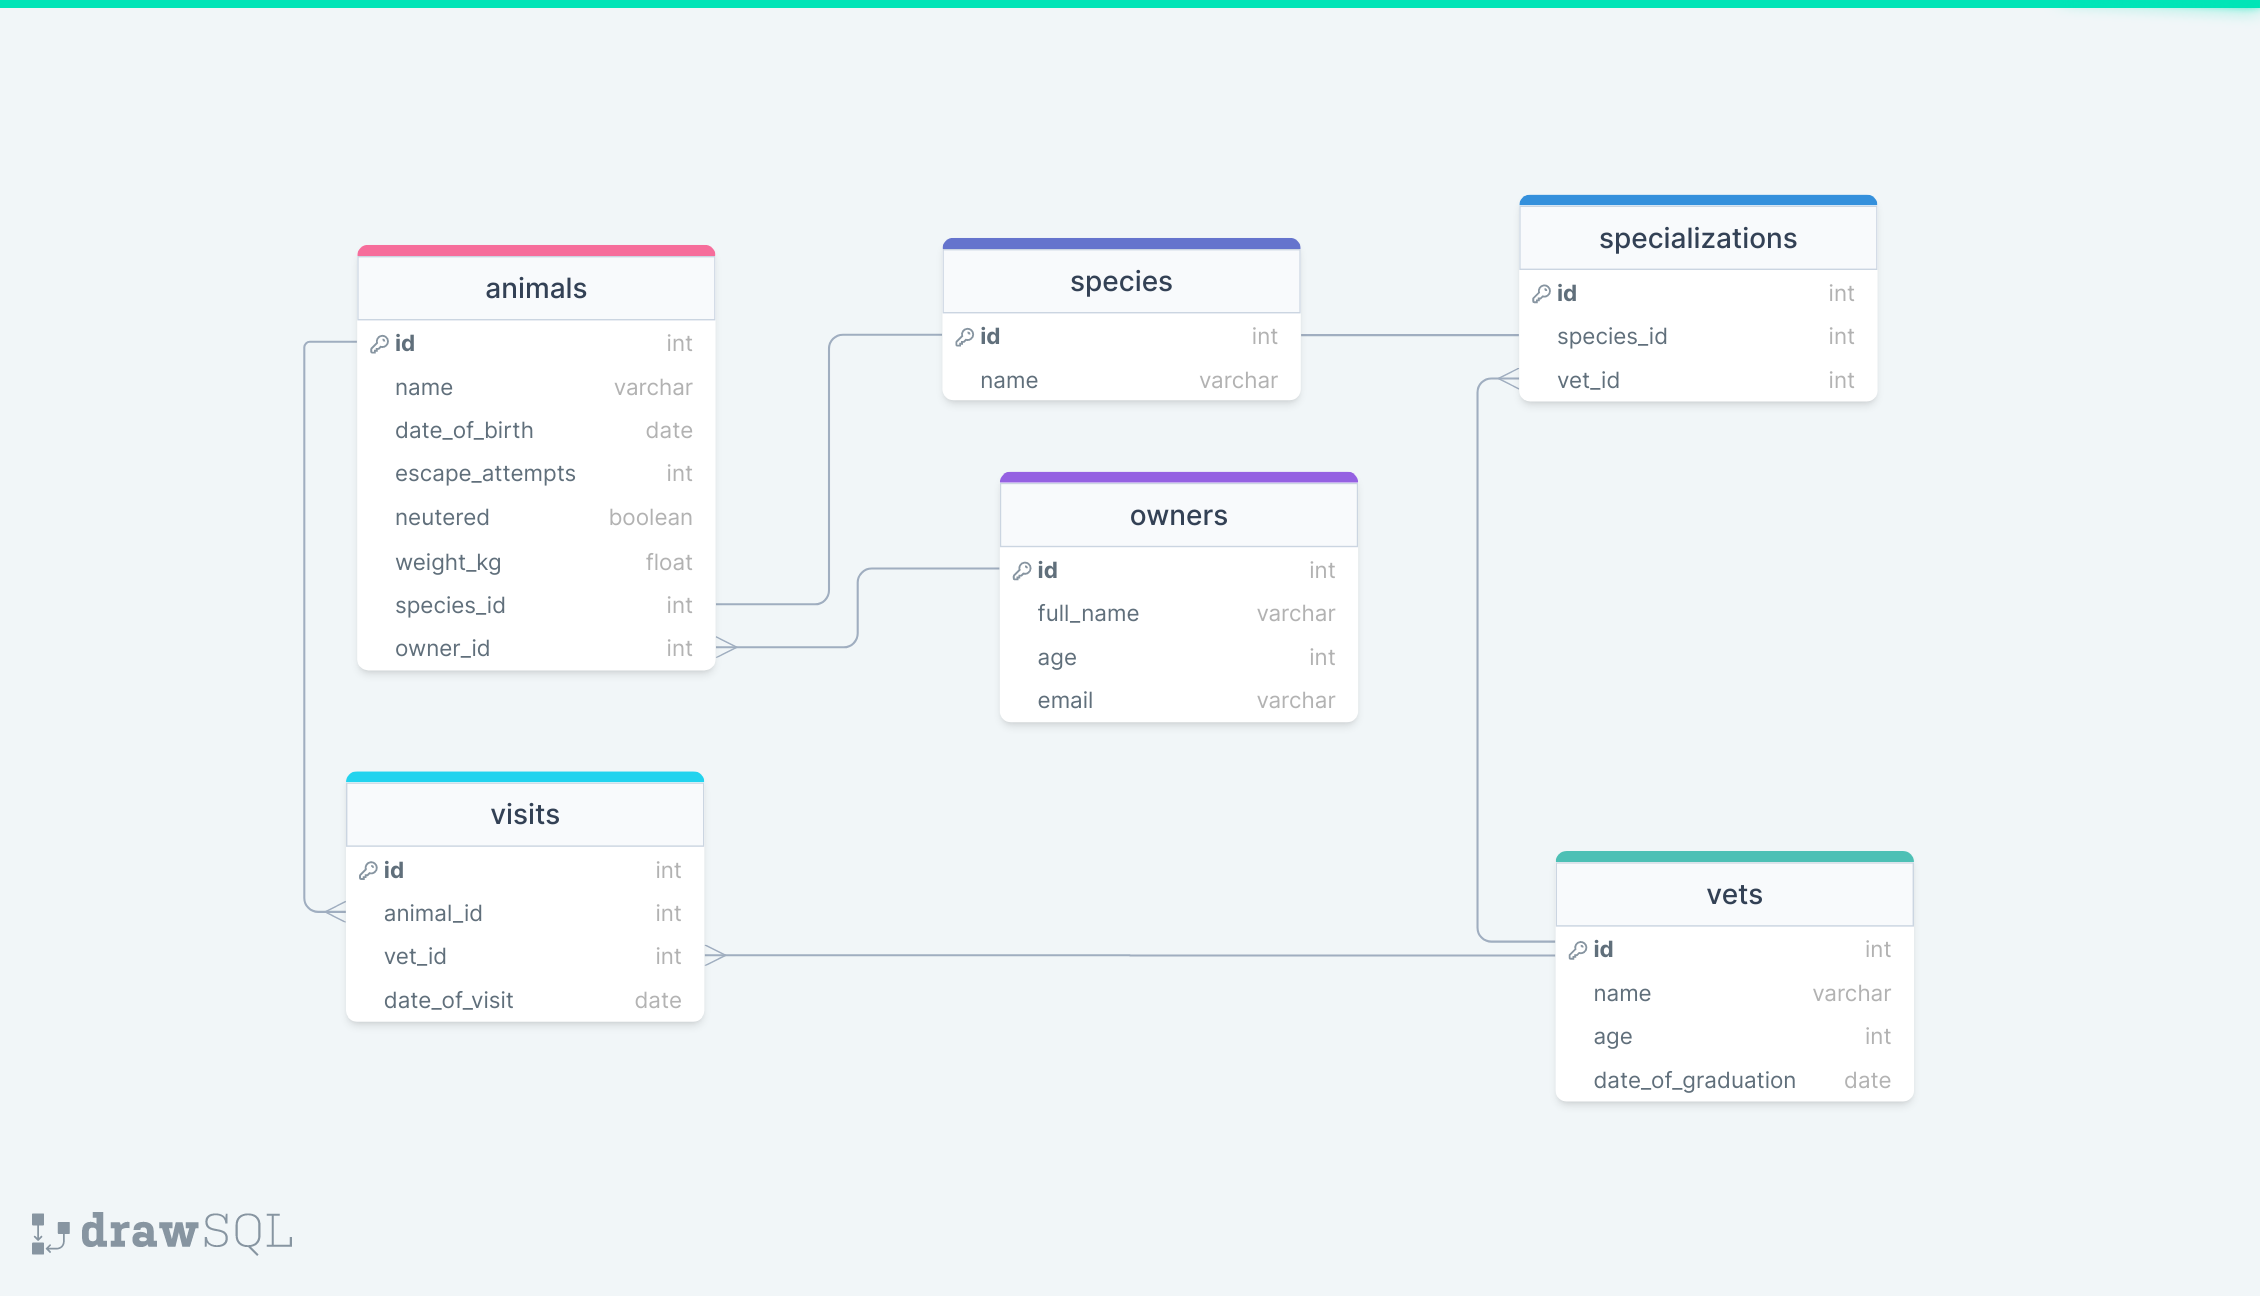 animals
id int
name varchar
date_of_birth date
escape_attempts int
neutered boolean
weight_kg float
species_id int
owner_id int
species
id int
name varchar
specializations
id int
species_id int
vet_id int
owners
id int
full_name varchar
age int
email varchar
visits
id int
animal_id int
vet_id int
date_of_visit date
vets
id int
name varchar
age int
date_of_graduation date
drawSQL